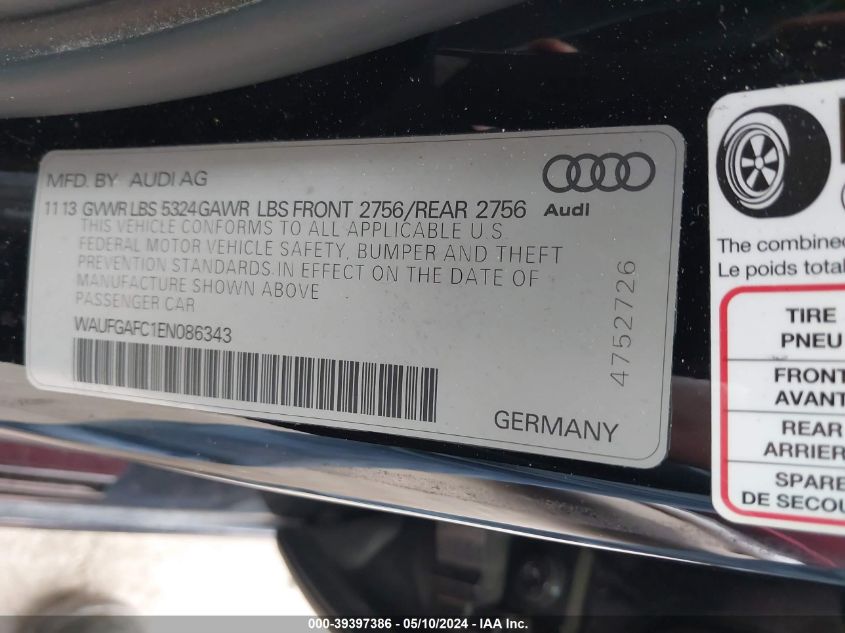 MFD. BY AUDI AG
11 13 GVWR LBS 5324 GAWR LBS FRONT 2756/REAR 2756
Audi
THIS VEHICLE CONFORMS TO ALL APPLICABLE U.S.
FEDERAL MOTOR VEHICLE SAFETY, BUMPER AND THEFT
PREVENTION STANDARDS. IN EFFECT ON THE DATE OF
MANUFACTURE SHOWN ABOVE
PASSENGER CAR
WAUFGAFC1EN086343
4752726
GERMANY
The combined
Le poids total
TIRE
PNEU
FRONT
AVANT
REAR
ARRIER
SPARE
DE SECOU
000-39397386 - 05/10/2024 - IAA Inc.